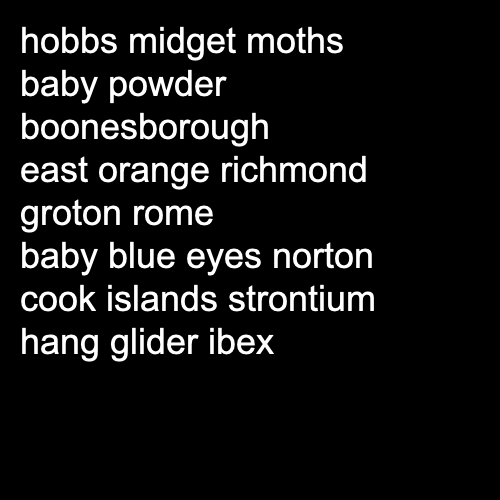 hobbs midget moths
baby powder
boonesborough
east orange richmond
groton rome
baby blue eyes norton
cook islands strontium
hang glider ibex